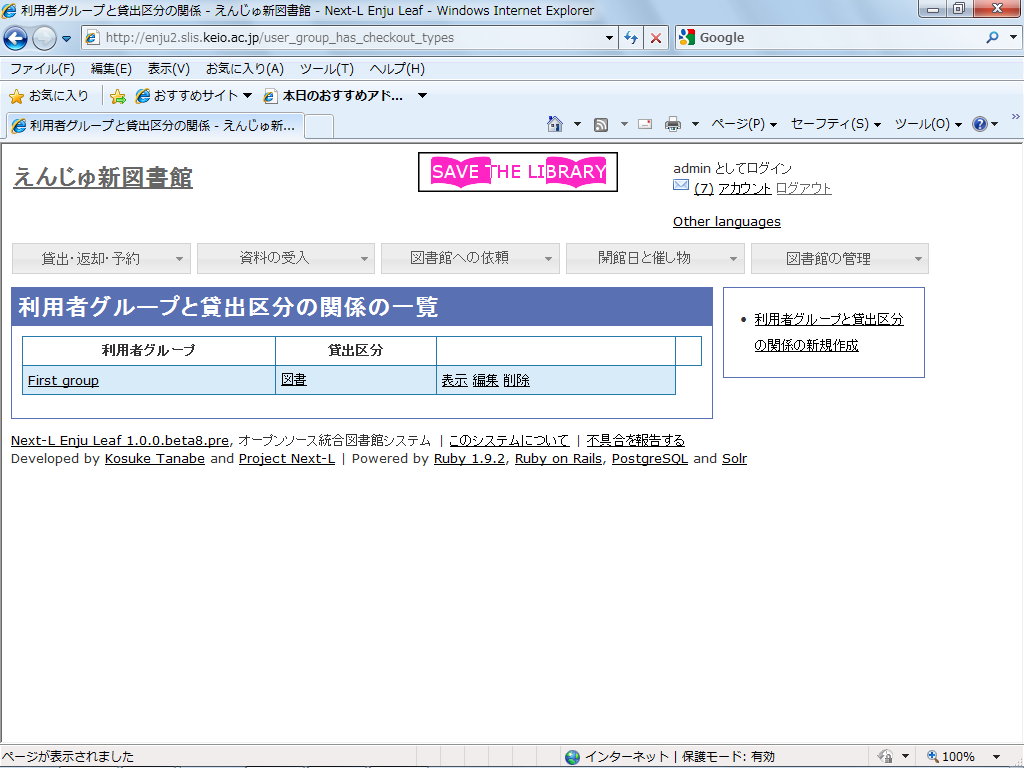 利用者グループと貸出区分の関係 - えんじゅ新図書館 - Next-L Enju Leaf - Windows Internet Explorer
http://enju2.slis.keio.ac.jp/user_group_has_checkout_types
Google
ファイル(F) 編集(E) 表示(V) お気に入り(A) ツール(T) ヘルプ(H)
お気に入り おすすめサイト 本日のおすすめアド...
利用者グループと貸出区分の関係 - えんじゅ新...
ページ(P) セーフティ(S) ツール(O)
えんじゅ新図書館
SAVE THE LIBRARY
admin としてログイン
(7) アカウント ログアウト
Other languages
貸出・返却・予約 資料の受入 図書館への依頼 開館日と催し物 図書館の管理
利用者グループと貸出区分の関係の一覧
利用者グループ 貸出区分
First group 図書 表示 編集 削除
利用者グループと貸出区分
の関係の新規作成
Next-L Enju Leaf 1.0.0.beta8.pre, オープンソース統合図書館システム | このシステムについて | 不具合を報告する
Developed by Kosuke Tanabe and Project Next-L | Powered by Ruby 1.9.2, Ruby on Rails, PostgreSQL and Solr
ページが表示されました
インターネット | 保護モード: 有効
100%